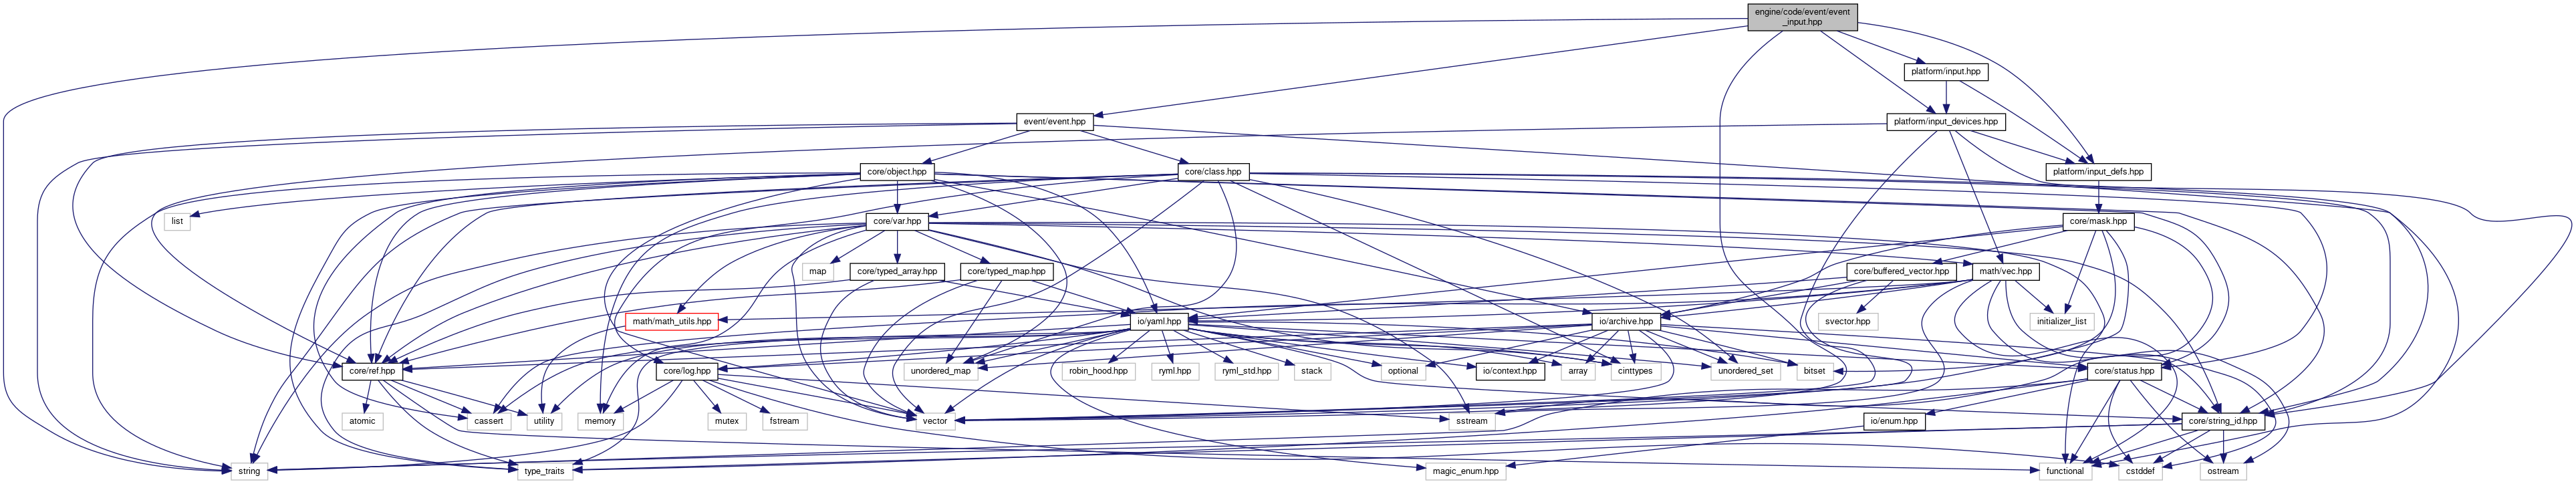 engine/code/event/event
_input.hpp
platform/input.hpp
event/event.hpp
platform/input_devices.hpp
core/object.hpp
core/class.hpp
platform/input_defs.hpp
list
core/var.hpp
core/mask.hpp
map
core/typed_array.hpp
core/typed_map.hpp
core/buffered_vector.hpp
math/vec.hpp
math/math_utils.hpp
io/yaml.hpp
io/archive.hpp
svector.hpp
initializer_list
core/ref.hpp
core/log.hpp
unordered_map
robin_hood.hpp
ryml.hpp
ryml_std.hpp
stack
optional
io/context.hpp
array
cinttypes
unordered_set
bitset
core/status.hpp
atomic
cassert
utility
memory
mutex
fstream
vector
sstream
io/enum.hpp
core/string_id.hpp
string
type_traits
magic_enum.hpp
functional
cstddef
ostream